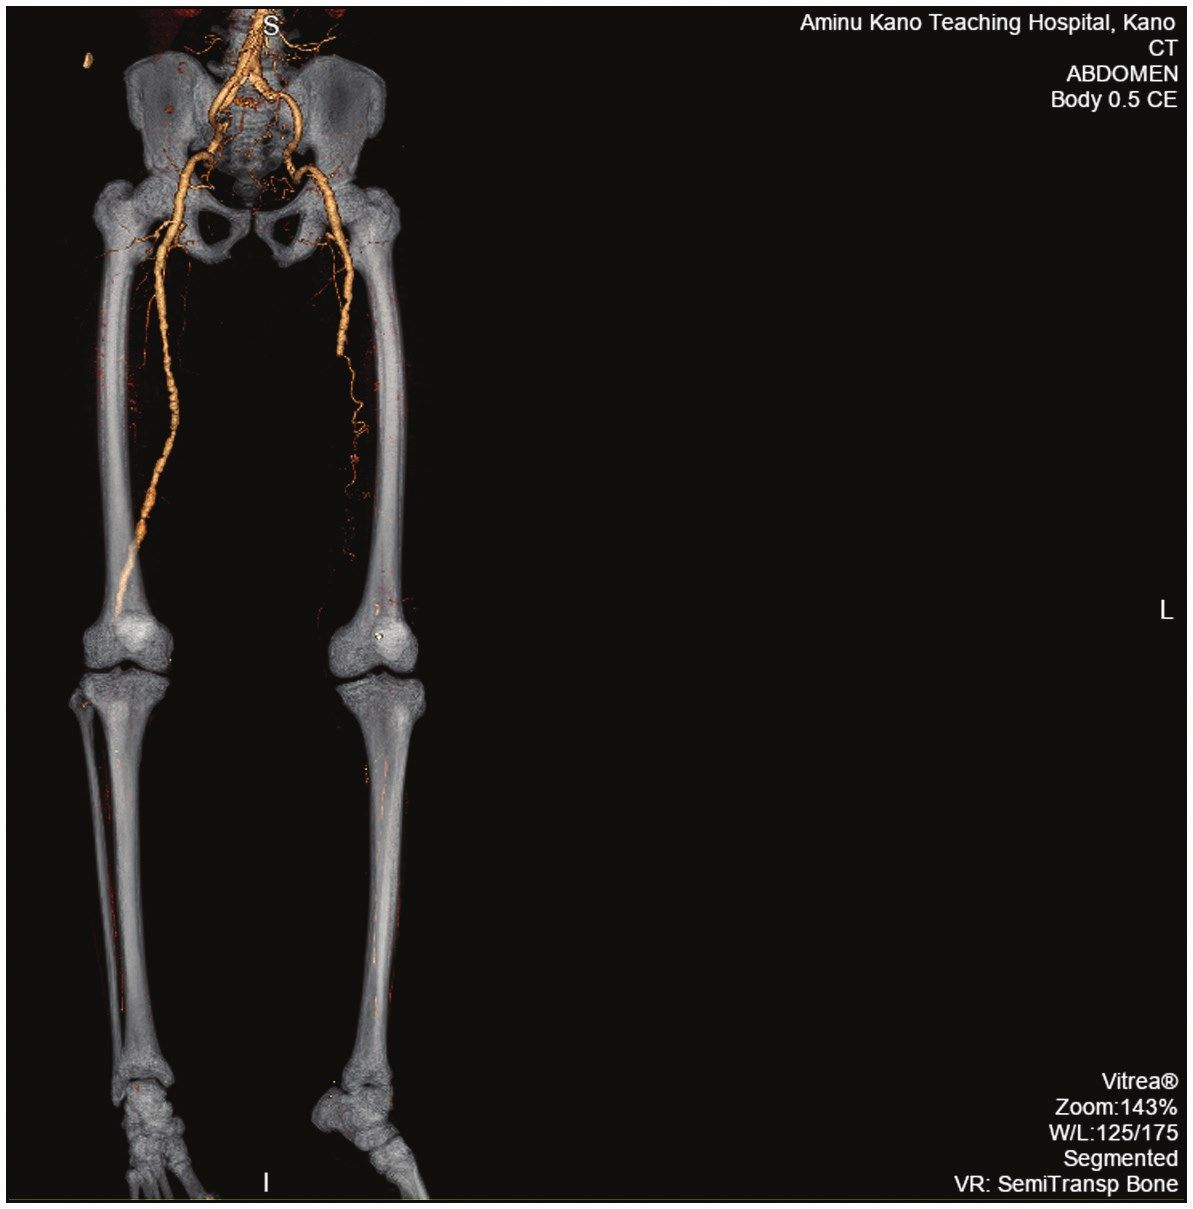 S
Aminu Kano Teaching Hospital, Kano
CT
ABDOMEN
Body 0.5 CE
L
Vitrea®
Zoom:143%
W/L:125/175
Segmented
VR: SemiTransp Bone
I